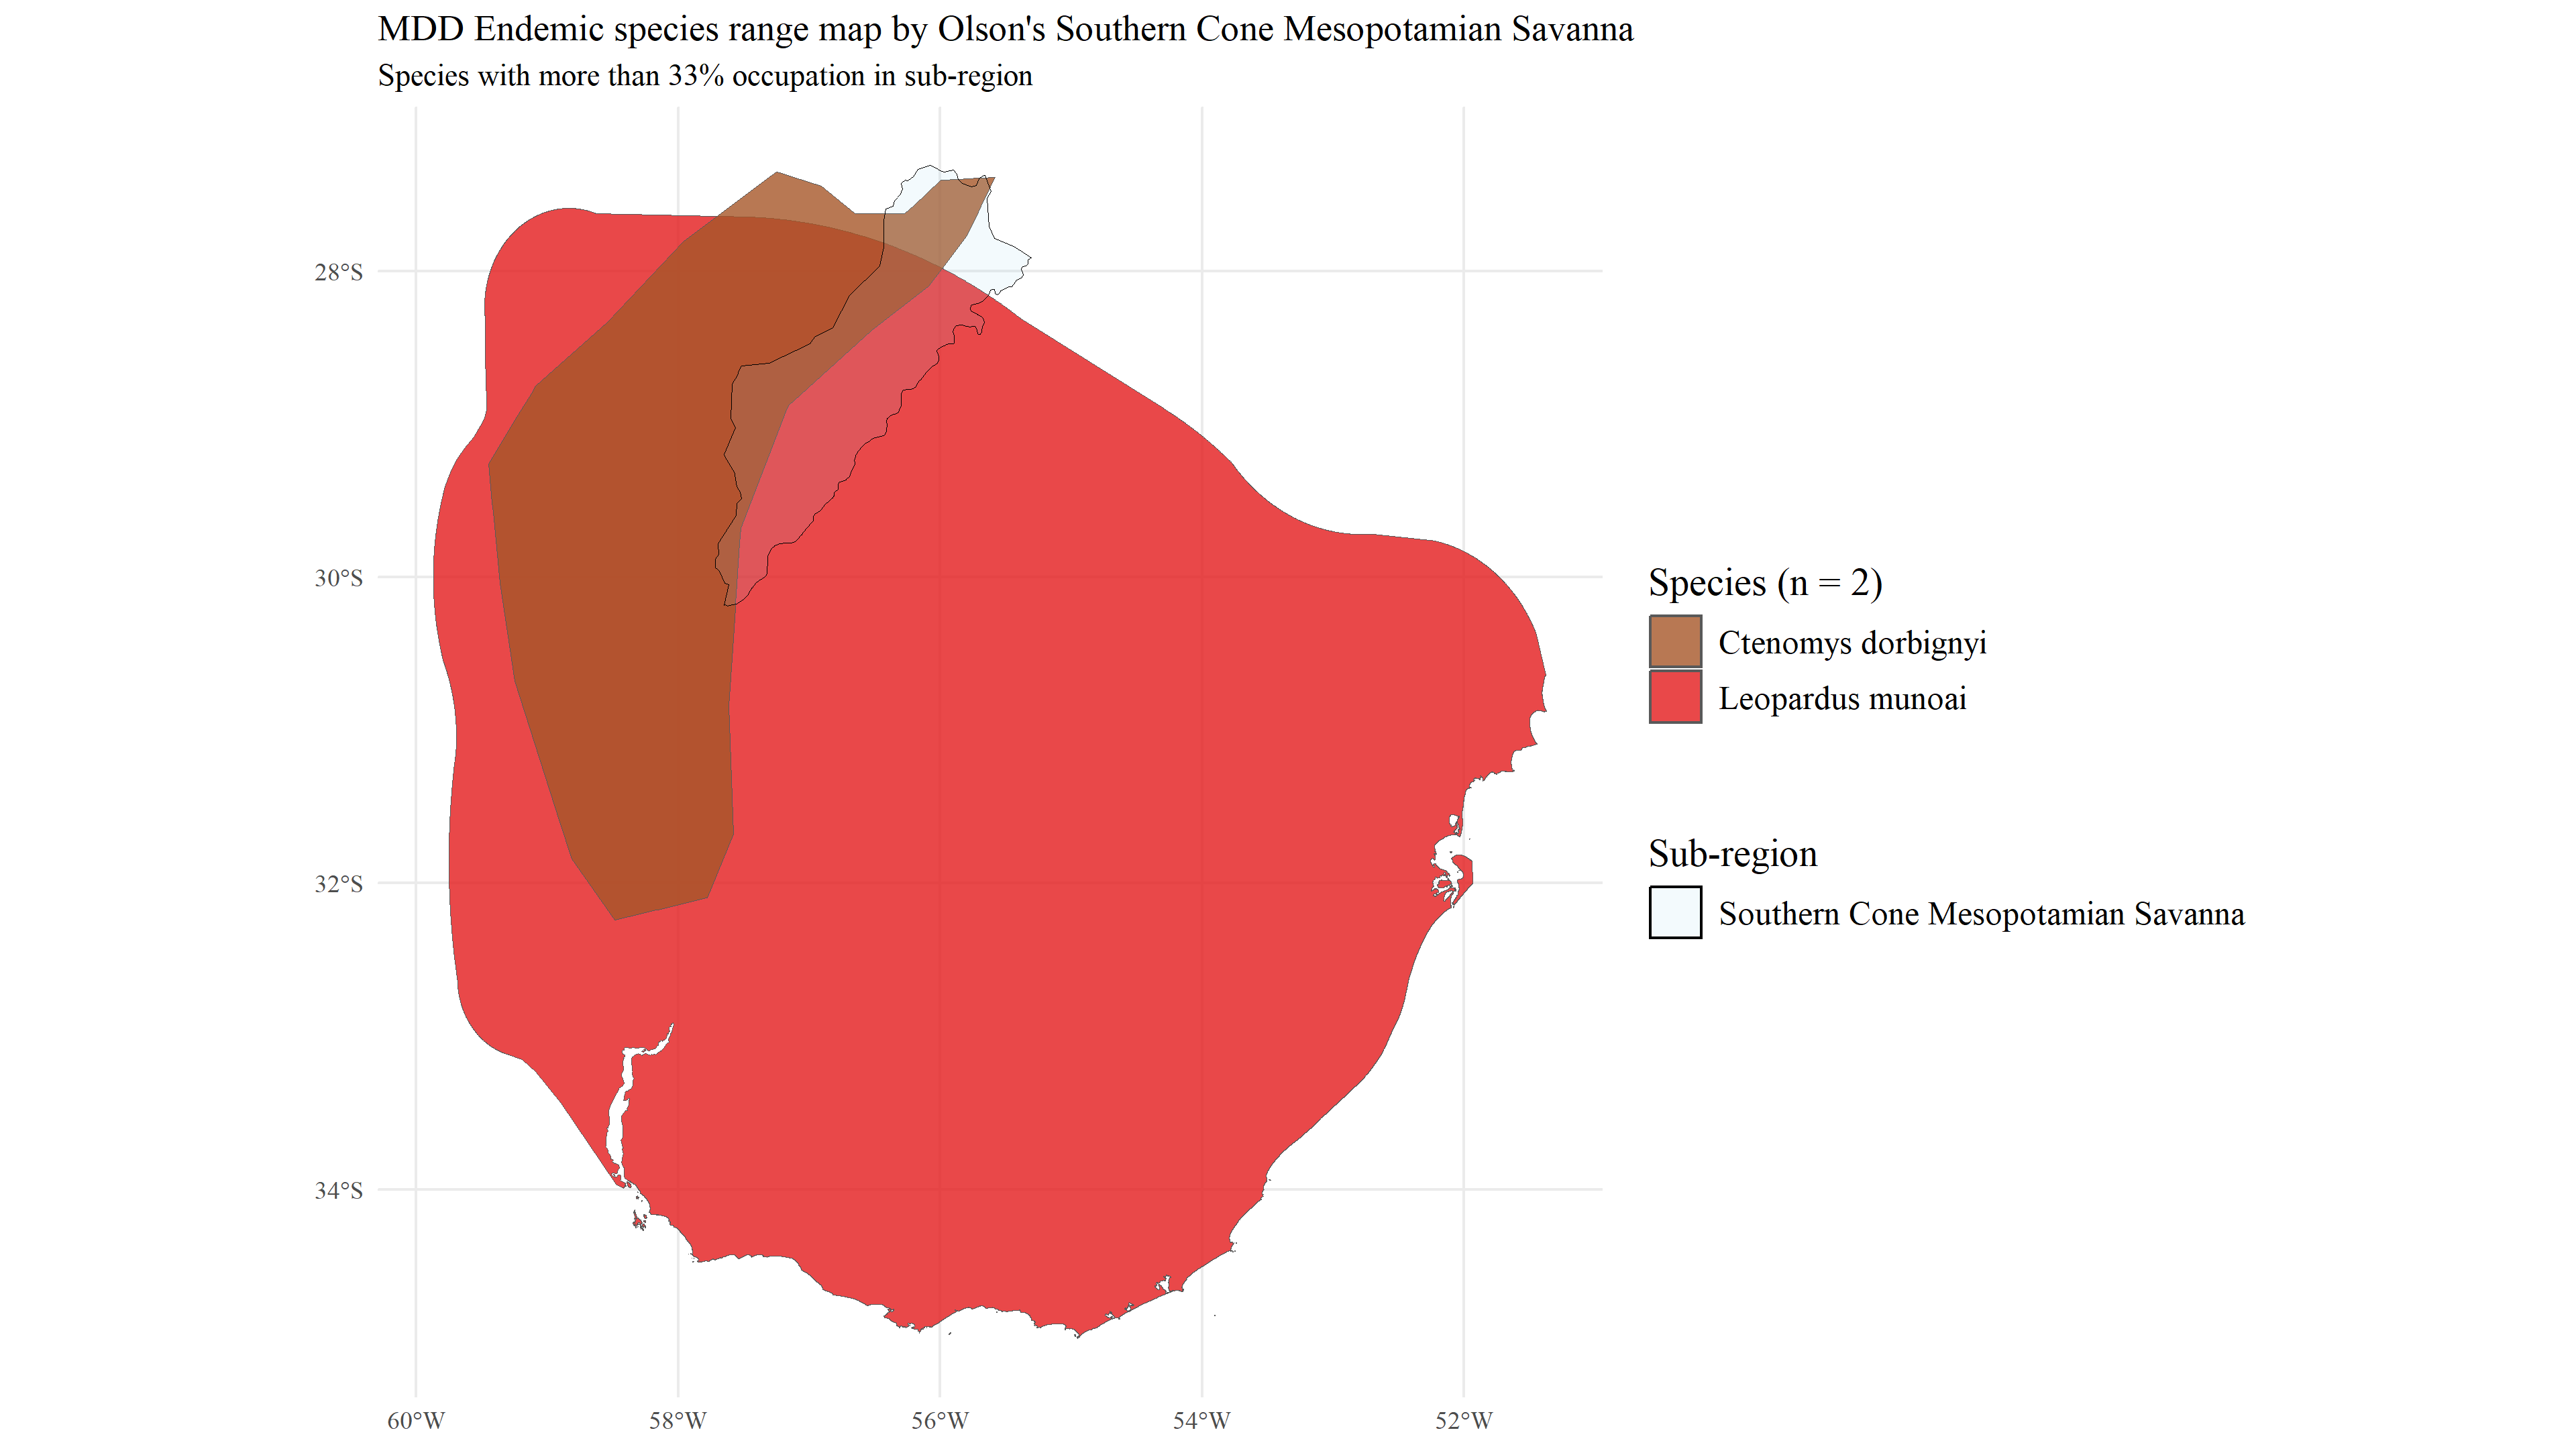 MDD Endemic species range map by Olson's Southern Cone Mesopotamian Savanna
Species with more than 33% occupation in sub-region
28°S
30°S
32°S
34°S
60°W
58°W
56°W
54°W
52°W
Species (n = 2)
Ctenomys dorbignyi
Leopardus munoai
Sub-region
Southern Cone Mesopotamian Savanna